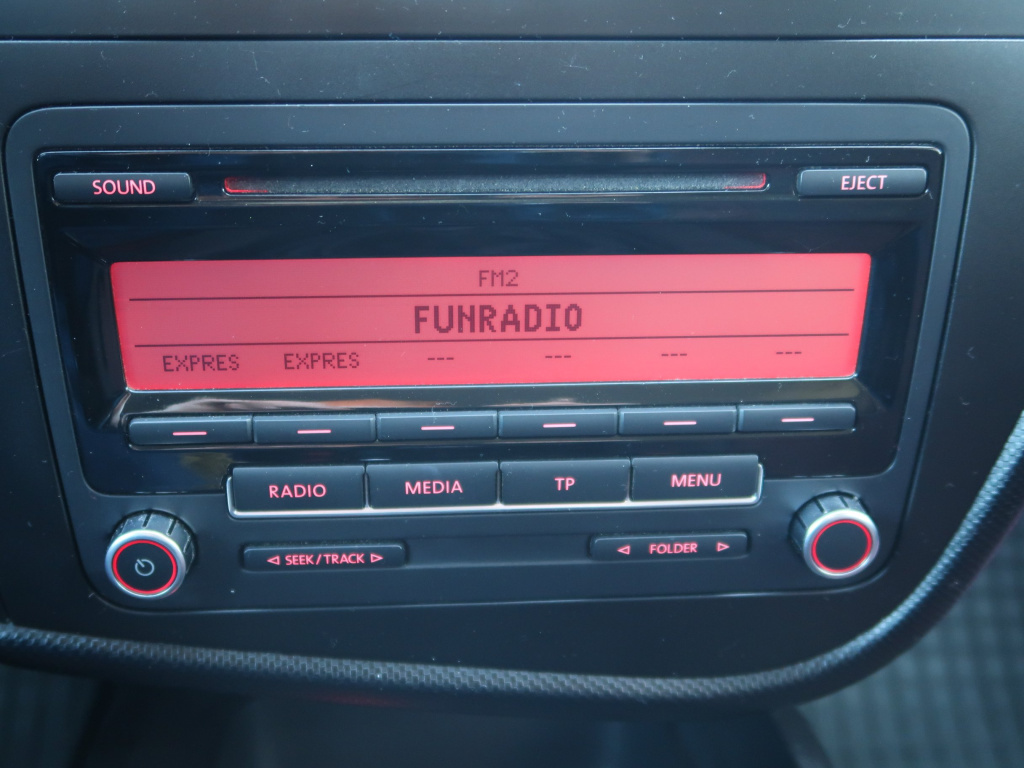 SOUND EJECT
FM2
FUNRADIO
EXPRES EXPRES --- --- --- ---
RADIO MEDIA TP MENU
SEEK/TRACK FOLDER